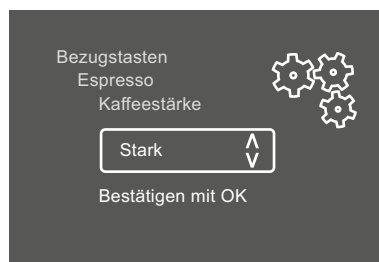 Bezugstasten
Espresso
Kaffeestärke
Stark
Bestätigen mit OK